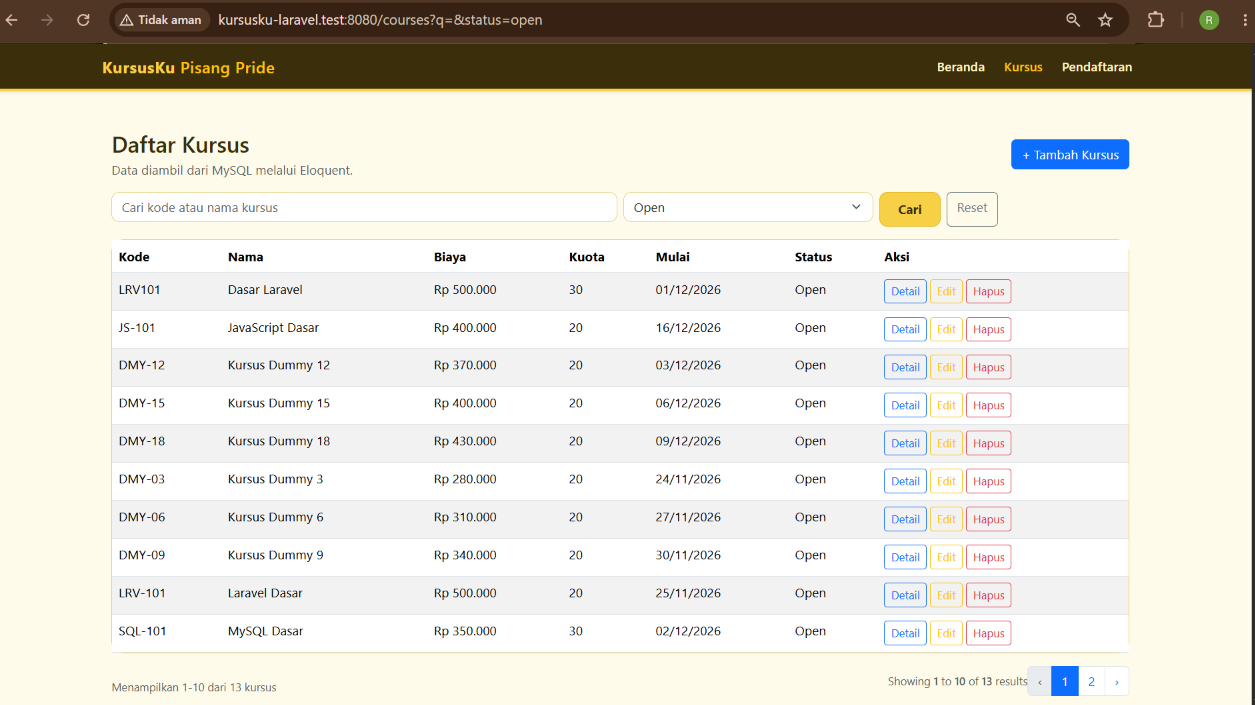 Tidak aman kursusku-laravel.test:8080/courses?q=&status=open R
KursusKu Pisang Pride Beranda Kursus Pendaftaran
Daftar Kursus
Data diambil dari MySQL melalui Eloquent.
+ Tambah Kursus
Cari kode atau nama kursus Open Cari Reset
Kode Nama Biaya Kuota Mulai Status Aksi
LRV101 Dasar Laravel Rp 500.000 30 01/12/2026 Open Detail Edit Hapus
JS-101 JavaScript Dasar Rp 400.000 20 16/12/2026 Open Detail Edit Hapus
DMY-12 Kursus Dummy 12 Rp 370.000 20 03/12/2026 Open Detail Edit Hapus
DMY-15 Kursus Dummy 15 Rp 400.000 20 06/12/2026 Open Detail Edit Hapus
DMY-18 Kursus Dummy 18 Rp 430.000 20 09/12/2026 Open Detail Edit Hapus
DMY-03 Kursus Dummy 3 Rp 280.000 20 24/11/2026 Open Detail Edit Hapus
DMY-06 Kursus Dummy 6 Rp 310.000 20 27/11/2026 Open Detail Edit Hapus
DMY-09 Kursus Dummy 9 Rp 340.000 20 30/11/2026 Open Detail Edit Hapus
LRV-101 Laravel Dasar Rp 500.000 20 25/11/2026 Open Detail Edit Hapus
SQL-101 MySQL Dasar Rp 350.000 30 02/12/2026 Open Detail Edit Hapus
Menampilkan 1-10 dari 13 kursus Showing 1 to 10 of 13 results ‹ 1 2 ›